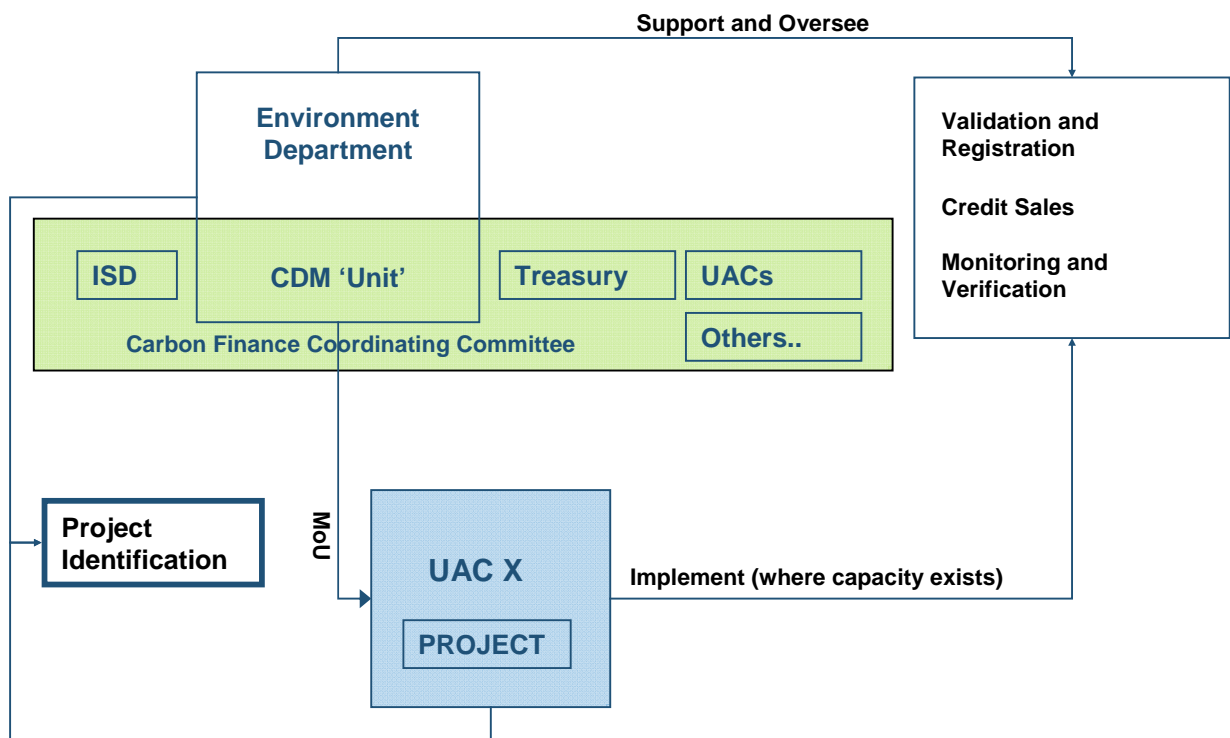 Support and Oversee
Environment
Department
Validation and
Registration
Credit Sales
Monitoring and
Verification
ISD
CDM ‘Unit’
Treasury
UACs
Others..
Carbon Finance Coordinating Committee
Project
Identification
MoU
UAC X
PROJECT
Implement (where capacity exists)